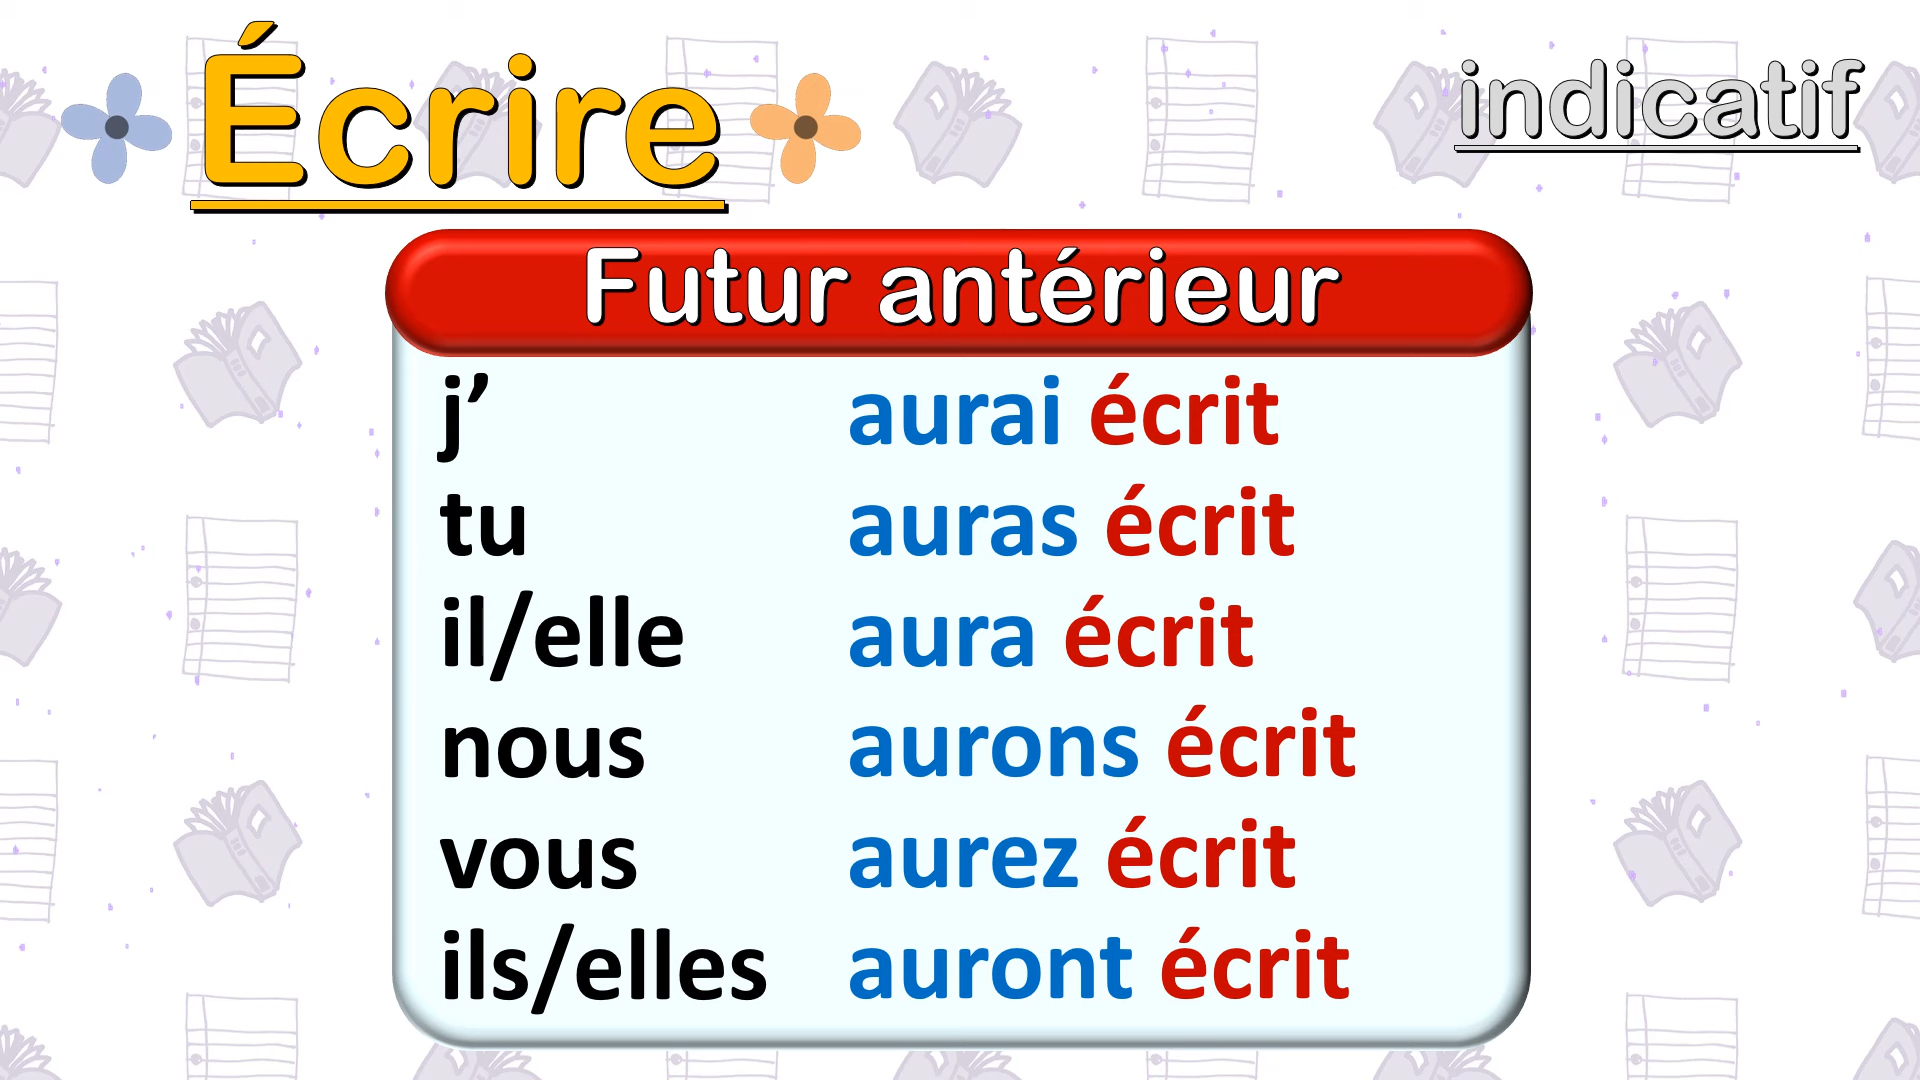 Écrire
indicatif
Futur antérieur
j’ aurai écrit
tu auras écrit
il/elle aura écrit
nous aurons écrit
vous aurez écrit
ils/elles auront écrit